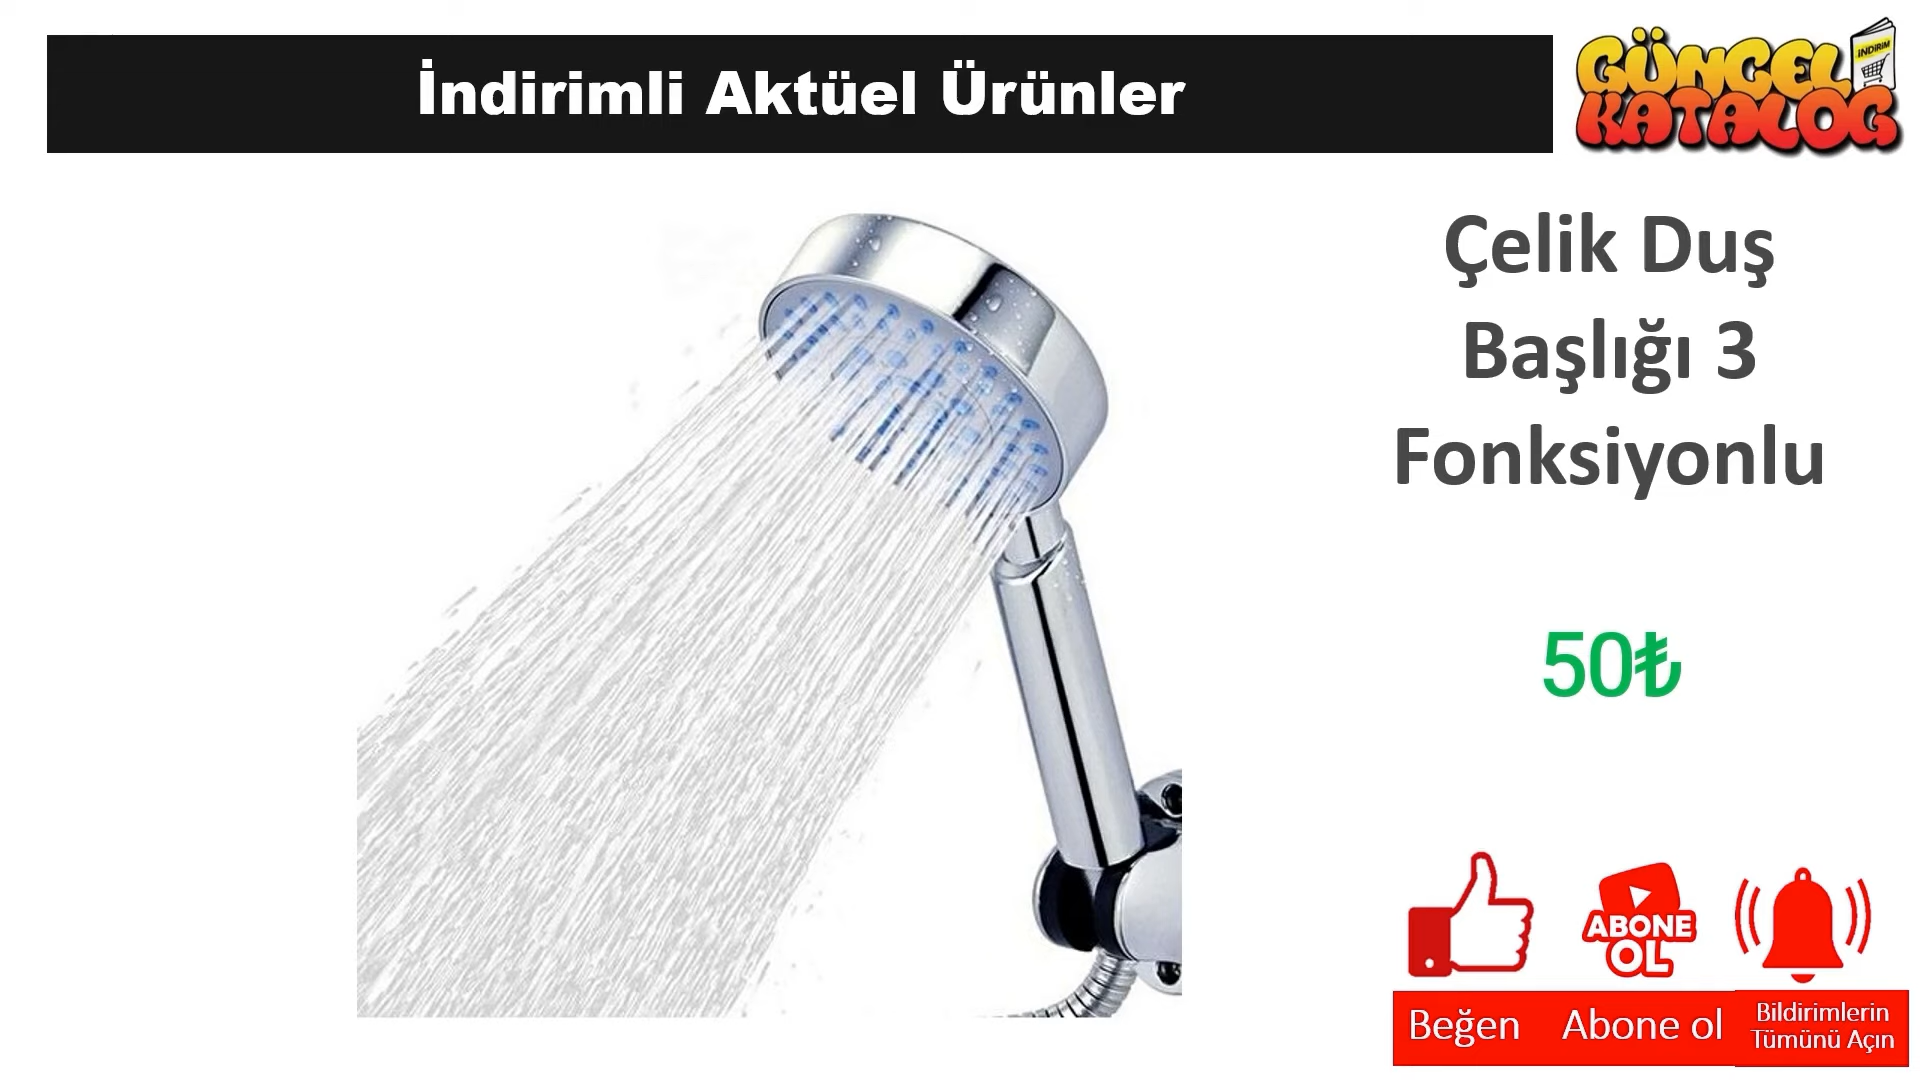 İndirimli Aktüel Ürünler
İNDİRİM
GÜNCEL
KATALOG
Çelik Duş
Başlığı 3
Fonksiyonlu
50₺
ABONE
OL
Beğen
Abone ol
Bildirimlerin
Tümünü Açın